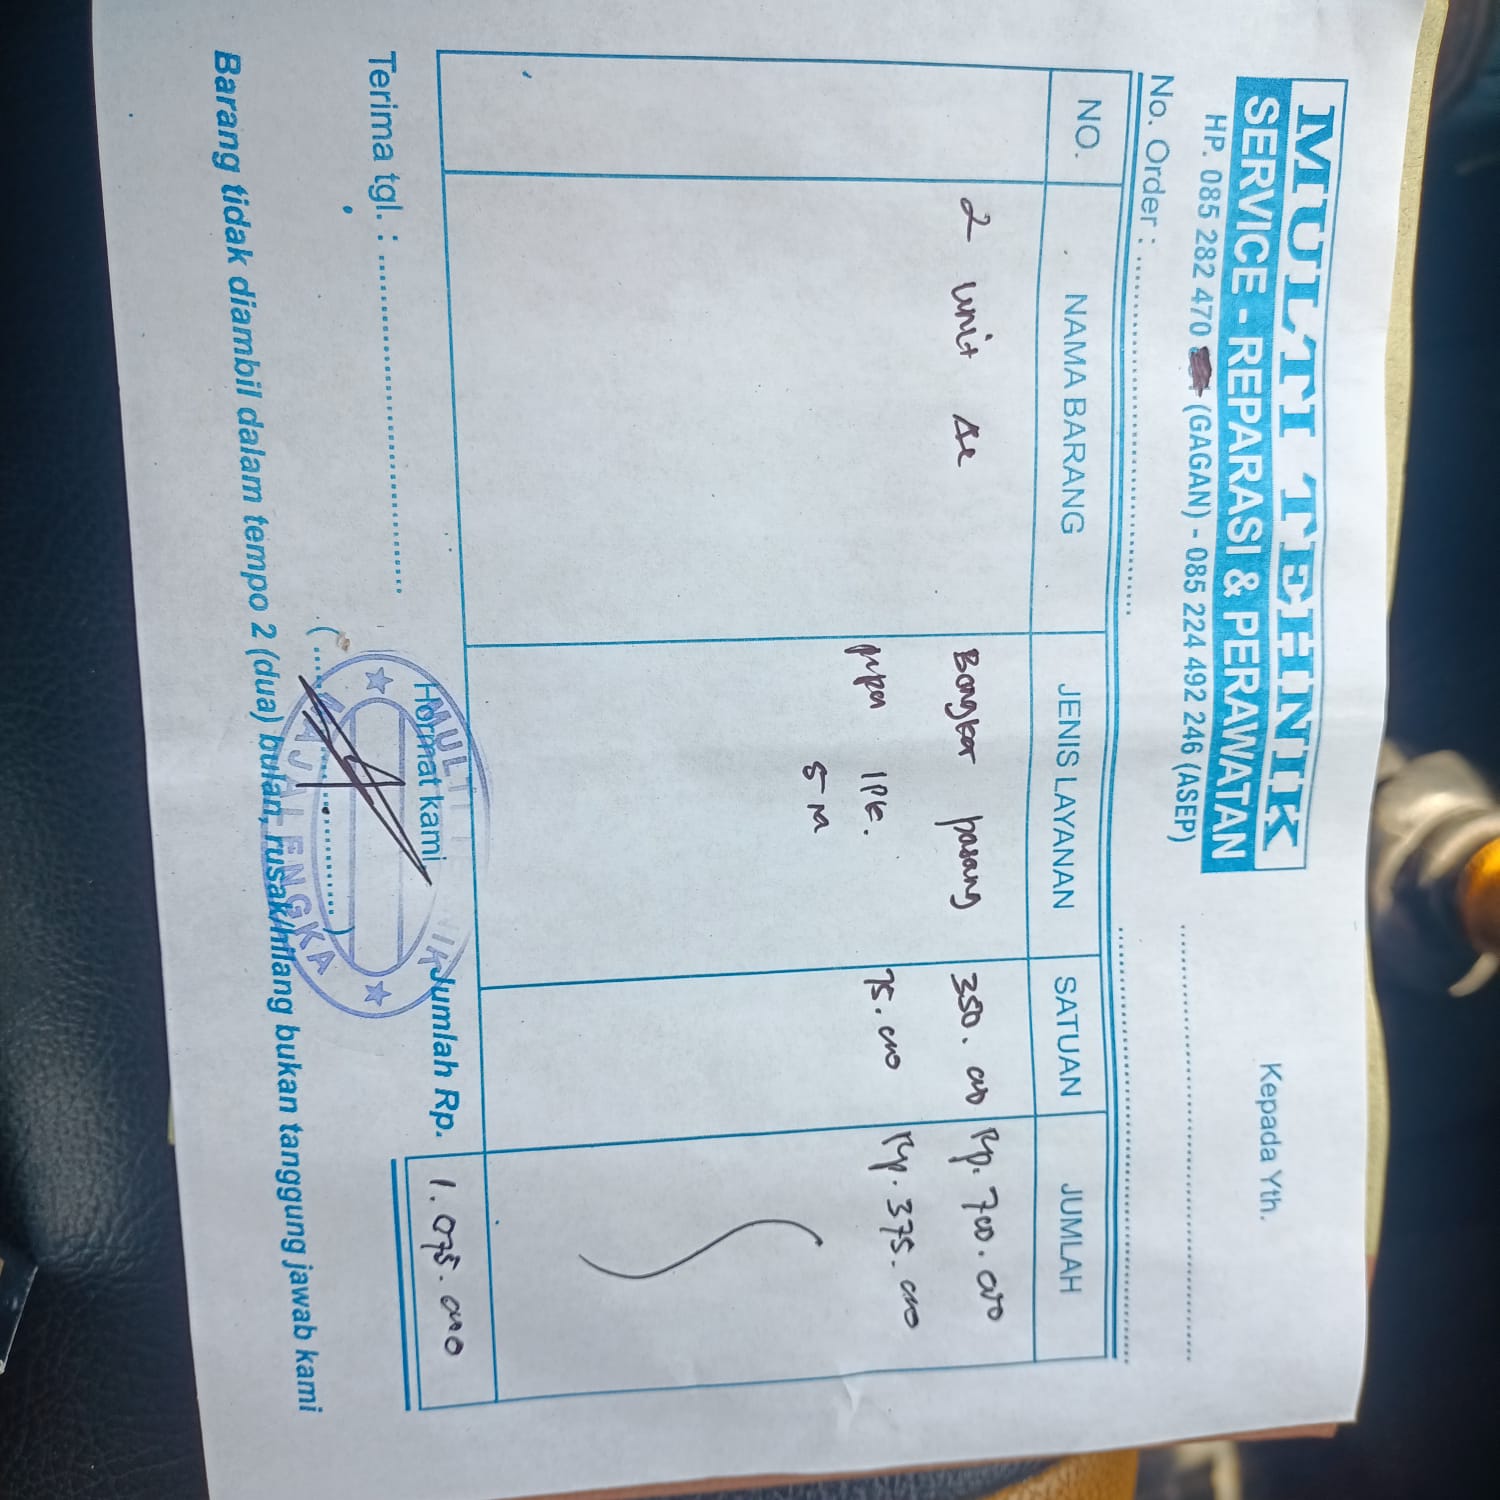 MULTI TEHNIK
SERVICE - REPARASI & PERAWATAN
HP. 085 282 470 (GAGAN) - 085 224 492 246 (ASEP)
Kepada Yth.
No. Order :
NO. NAMA BARANG JENIS LAYANAN SATUAN JUMLAH
2 unit AC Bongkar pasang 350.000 Rp. 700.000
pipa 1PK. 75.000 Rp. 375.000
5 M
Jumlah Rp. 1.075.000
Terima tgl. :
Hormat kami
MULTI NIK
MAJALENGKA
Barang tidak diambil dalam tempo 2 (dua) bulan, rusak/hilang bukan tanggung jawab kami